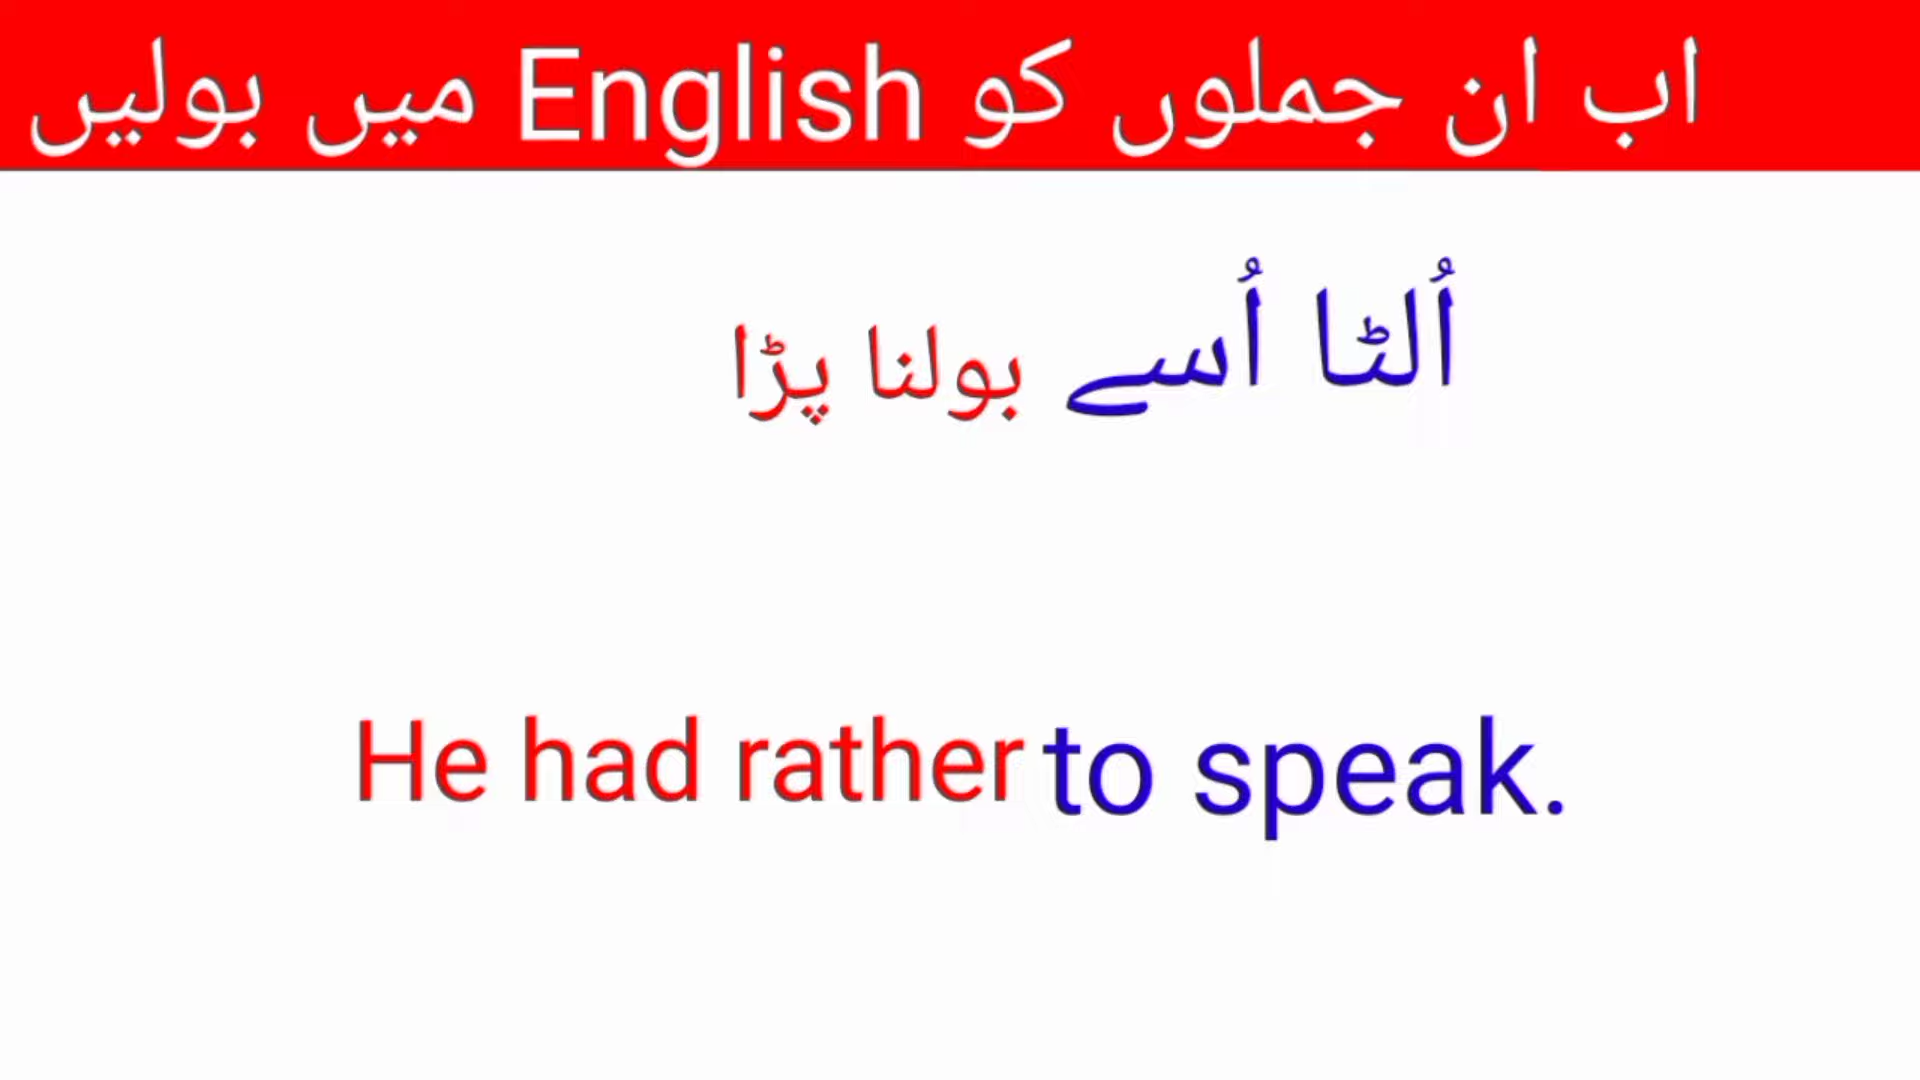 اب ان جملوں کو English میں بولیں
اُلٹا اُسے بولنا پڑا
He had rather to speak.